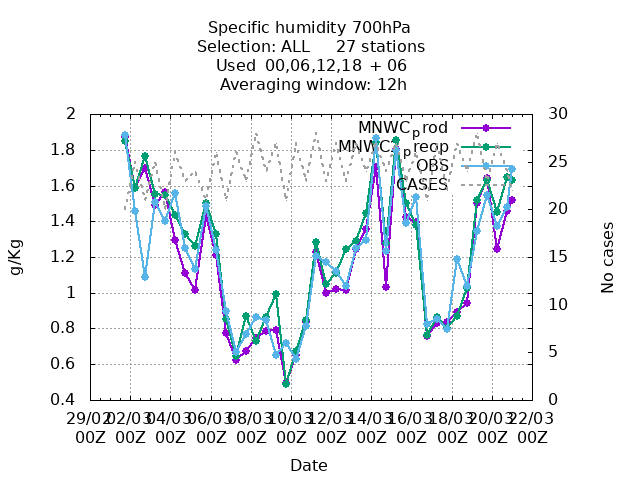 Specific humidity 700hPa
Selection: ALL 27 stations
Used 00,06,12,18 + 06
Averaging window: 12h
MNWC_prod
MNWC2_preop
OBS
CASES
2
1.8
1.6
1.4
1.2
1
0.8
0.6
0.4
g/Kg
30
25
20
15
10
5
0
No cases
29/02 02/03 04/03 06/03 08/03 10/03 12/03 14/03 16/03 18/03 20/03 22/03
00Z 00Z 00Z 00Z 00Z 00Z 00Z 00Z 00Z 00Z 00Z 00Z
Date